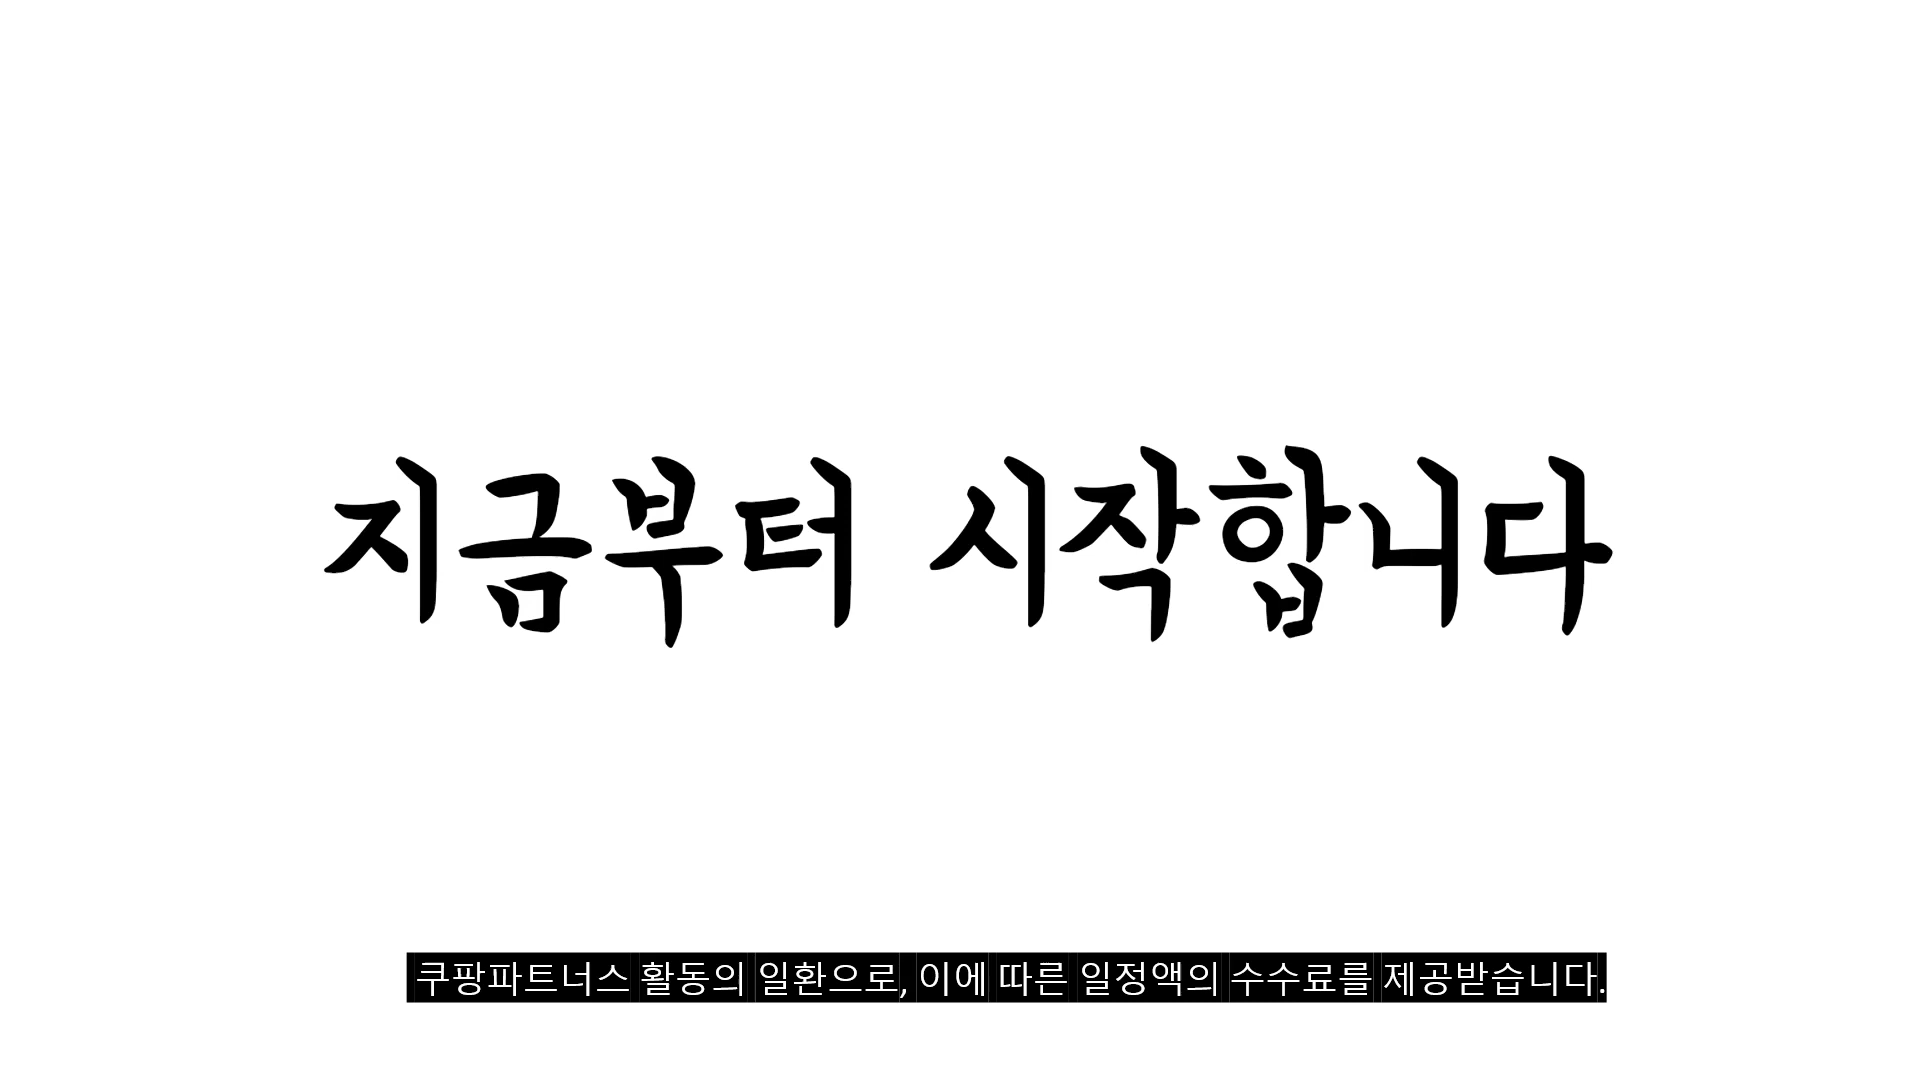 지금부터 시작합니다
쿠팡파트너스 활동의 일환으로, 이에 따른 일정액의 수수료를 제공받습니다.